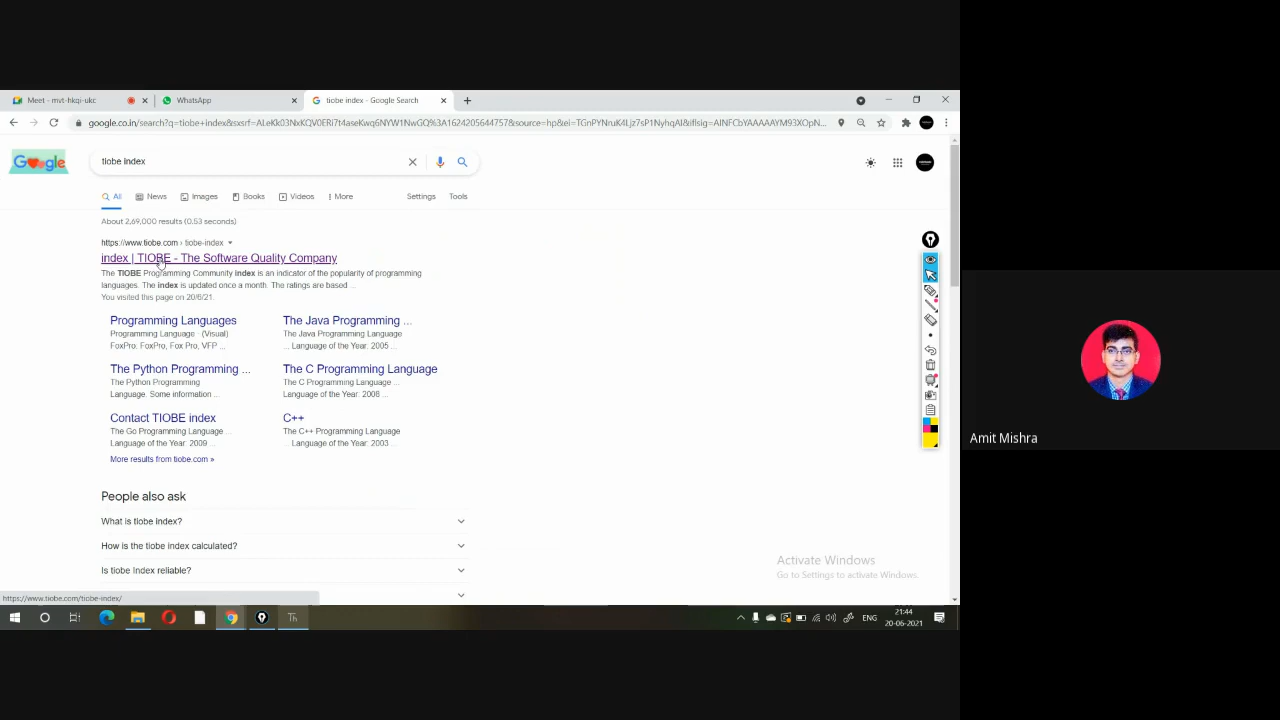 Meet - mvt-hkqi-ukc
WhatsApp
tiobe index - Google Search
Google
tiobe index
All News Images Books Videos More Settings Tools
About 2,69,000 results (0.53 seconds)
https://www.tiobe.com › tiobe-index
index | TIOBE - The Software Quality Company
The TIOBE Programming Community index is an indicator of the popularity of programming
languages. The index is updated once a month. The ratings are based ...
You visited this page on 20/6/21.
Programming Languages
Programming Language · (Visual)
FoxPro. FoxPro, Fox Pro, VFP ...
The Java Programming ...
The Java Programming Language
... Language of the Year: 2005 ...
The Python Programming ...
The Python Programming
Language. Some information ...
The C Programming Language
The C Programming Language ...
Language of the Year: 2008 ...
Contact TIOBE index
The Go Programming Language ...
Language of the Year: 2009 ...
C++
The C++ Programming Language
... Language of the Year: 2003 ...
More results from tiobe.com »
People also ask
What is tiobe index?
How is the tiobe index calculated?
Is tiobe Index reliable?
https://www.tiobe.com/tiobe-index/
Activate Windows
Go to Settings to activate Windows.
Th
ENG
21:44
20-06-2021
Amit Mishra